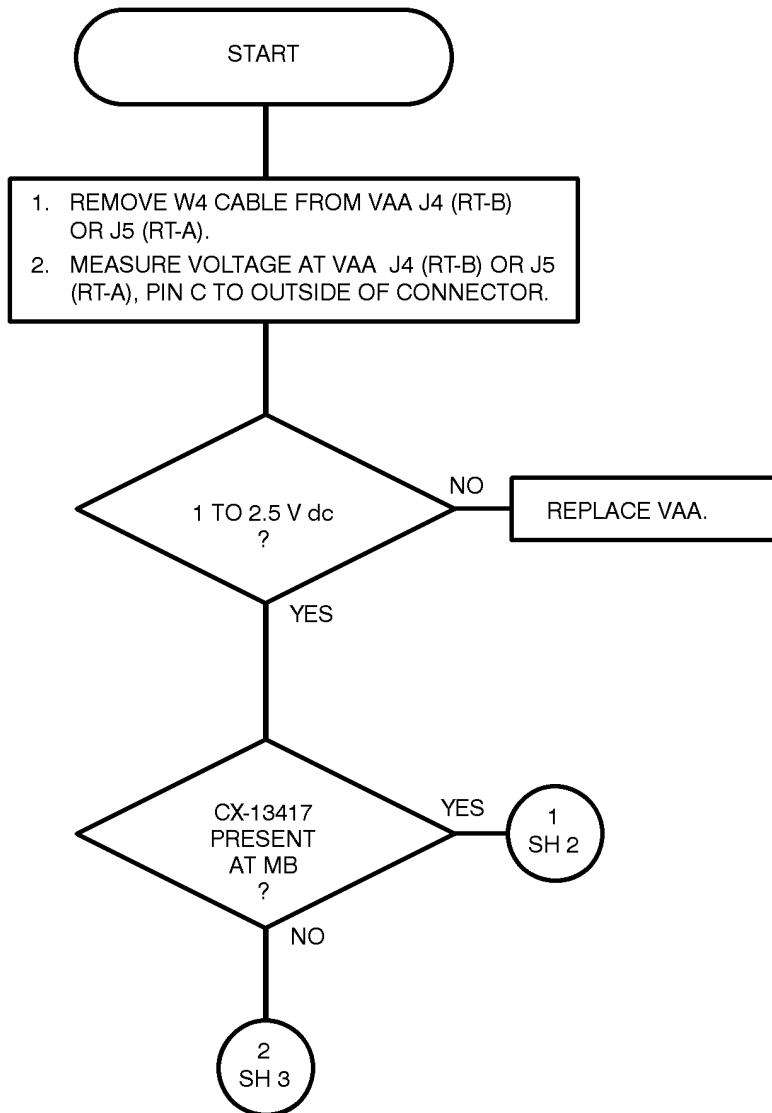 START
1. REMOVE W4 CABLE FROM VAA J4 (RT-B)
OR J5 (RT-A).
2. MEASURE VOLTAGE AT VAA J4 (RT-B) OR J5
(RT-A), PIN C TO OUTSIDE OF CONNECTOR.
1 TO 2.5 V dc
?
NO
REPLACE VAA.
YES
CX-13417
PRESENT
AT MB
?
YES
1
SH 2
NO
2
SH 3